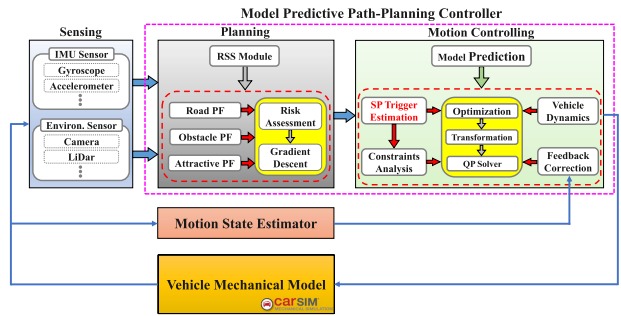 Model Predictive Path-Planning Controller
Sensing
IMU Sensor
Gyroscope
Accelerometer
Environ. Sensor
Camera
LiDar
Planning
RSS Module
Road PF
Obstacle PF
Attractive PF
Risk
Assessment
Gradient
Descent
Motion Controlling
Model Prediction
SP Trigger
Estimation
Constraints
Analysis
Optimization
Transformation
QP Solver
Vehicle
Dynamics
Feedback
Correction
Motion State Estimator
Vehicle Mechanical Model
carSIM
MECHANICAL SIMULATION